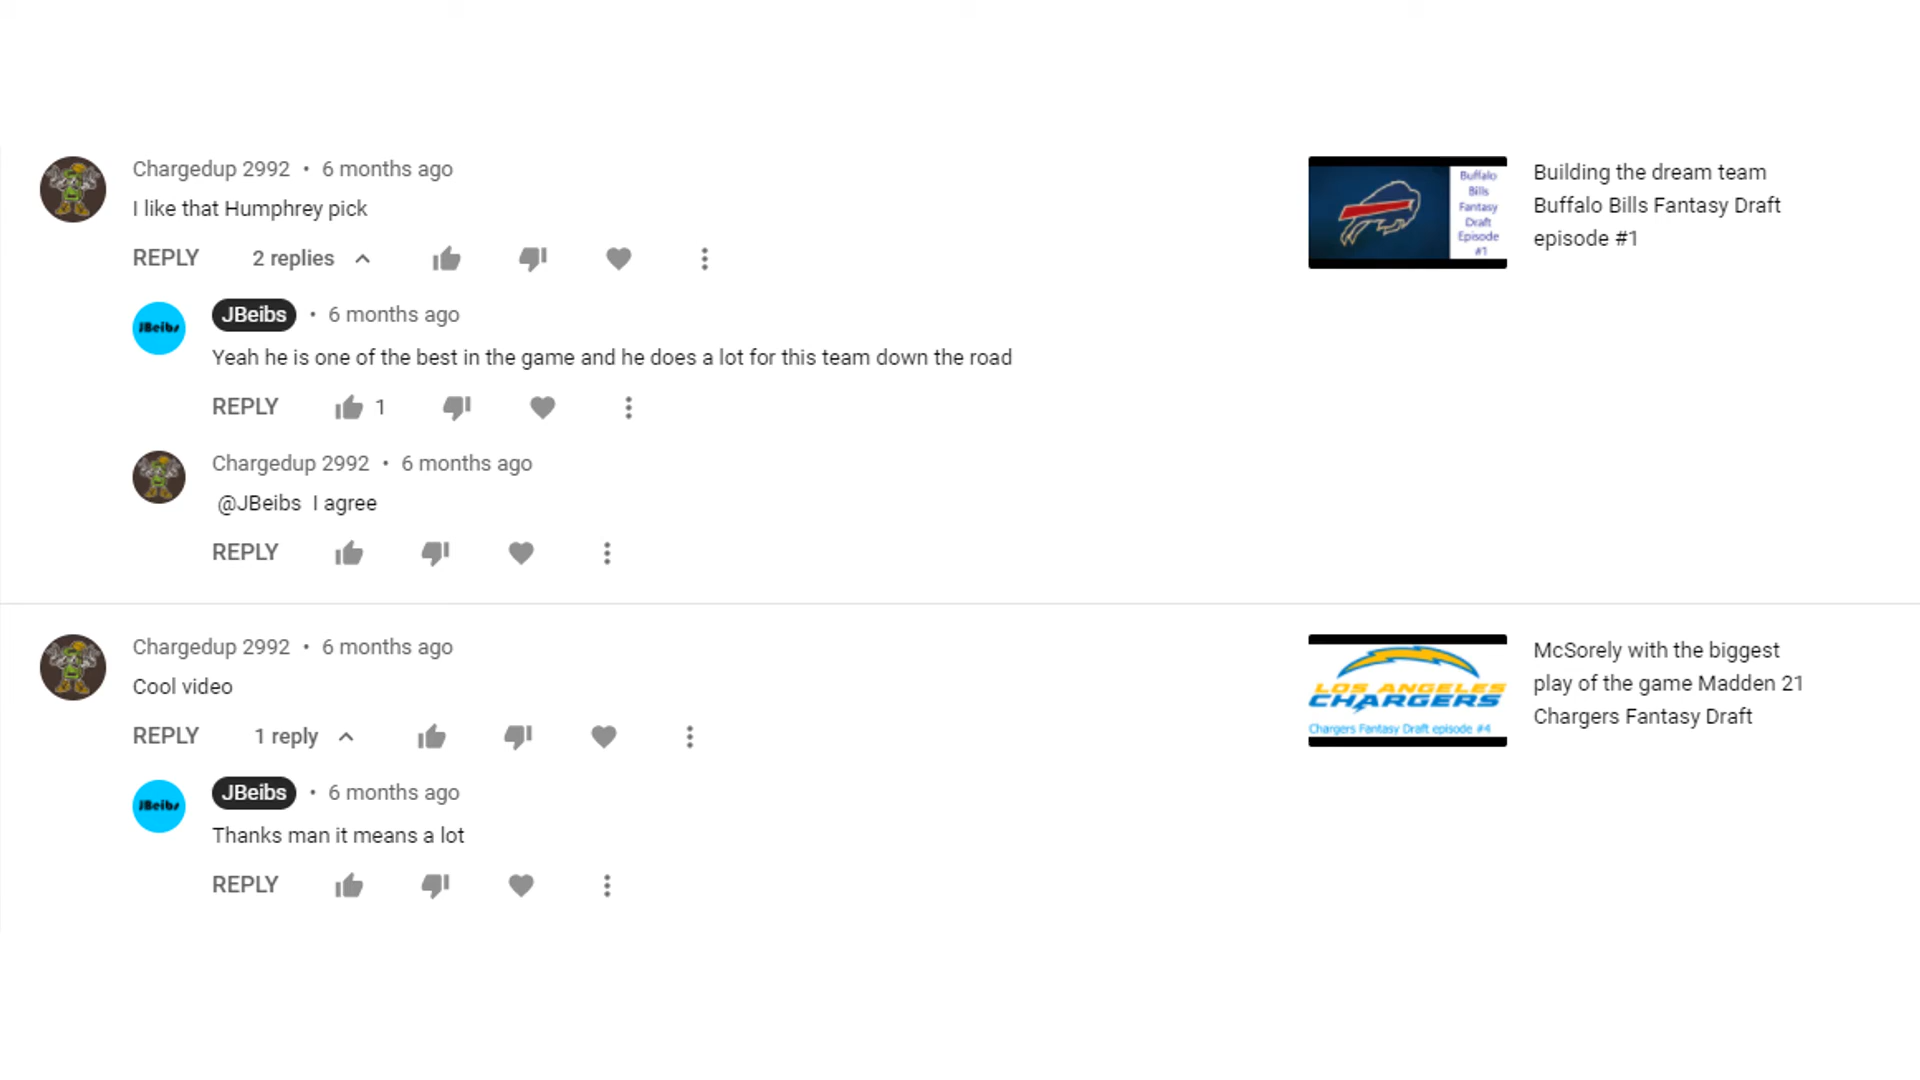 Chargedup 2992 • 6 months ago
I like that Humphrey pick
REPLY 2 replies
JBeibs
JBeibs • 6 months ago
Yeah he is one of the best in the game and he does a lot for this team down the road
REPLY 1
Chargedup 2992 • 6 months ago
@JBeibs I agree
REPLY
Buffalo
Bills
Fantasy
Draft
Episode
#1
Building the dream team
Buffalo Bills Fantasy Draft
episode #1
Chargedup 2992 • 6 months ago
Cool video
REPLY 1 reply
JBeibs
JBeibs • 6 months ago
Thanks man it means a lot
REPLY
LOS ANGELES
CHARGERS
Chargers Fantasy Draft episode #4
McSorely with the biggest
play of the game Madden 21
Chargers Fantasy Draft